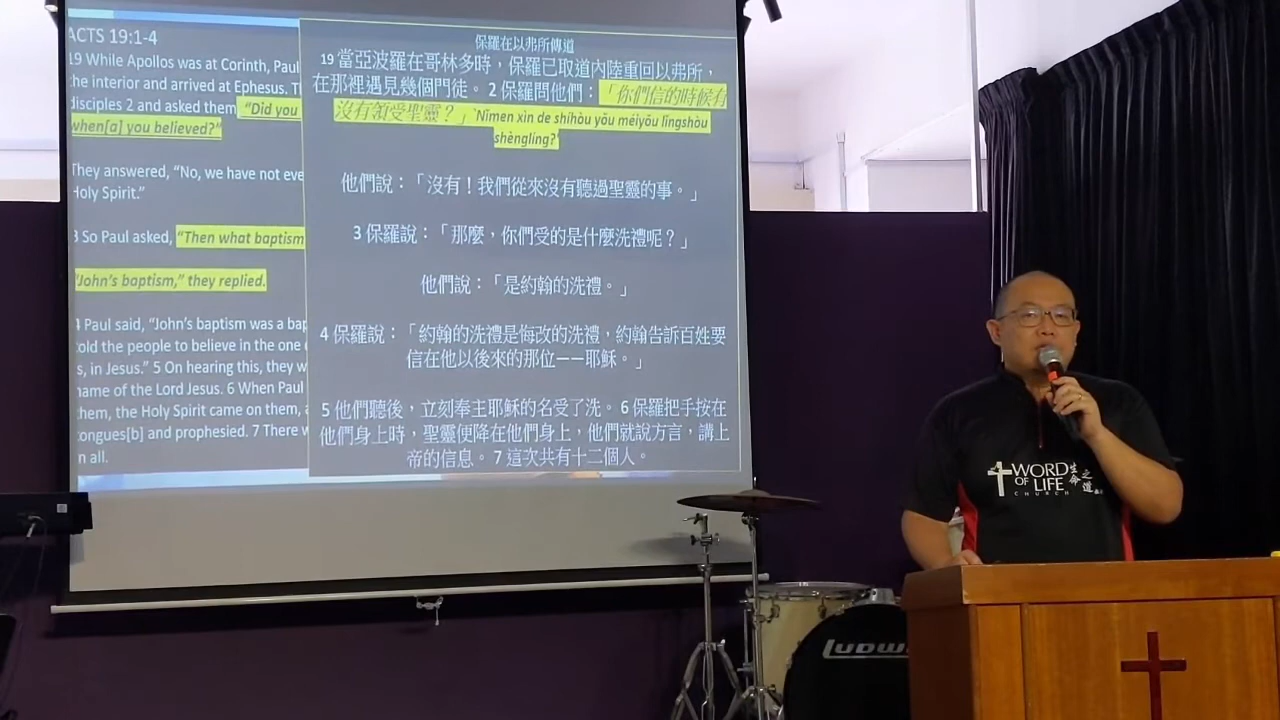 ACTS 19:1-4
19 While Apollos was at Corinth, Paul
the interior and arrived at Ephesus.
disciples 2 and asked them “Did you
when[a] you believed?”
They answered, “No, we have not eve
Holy Spirit.”
3 So Paul asked, “Then what baptism
“John’s baptism,” they replied.
4 Paul said, “John’s baptism was a bap
told the people to believe in the one
s, in Jesus.” 5 On hearing this, they w
name of the Lord Jesus. 6 When Paul
them, the Holy Spirit came on them,
tongues[b] and prophesied. 7 There w
n all.
保羅在以弗所傳道
19 當亞波羅在哥林多時，保羅已取道內陸重回以弗所，
在那裡遇見幾個門徒。 2 保羅問他們：「你們信的時候有
沒有領受聖靈？」`Nǐmen xìn de shíhòu yǒu méiyǒu lǐngshòu
shènglíng?'
他們說：「沒有！我們從來沒有聽過聖靈的事。」
3 保羅說：「那麼，你們受的是什麼洗禮呢？」
他們說：「是約翰的洗禮。」
4 保羅說：「約翰的洗禮是悔改的洗禮，約翰告訴百姓要
信在他以後來的那位——耶穌。」
5 他們聽後，立刻奉主耶穌的名受了洗。 6 保羅把手按在
他們身上時，聖靈便降在他們身上，他們就說方言，講上
帝的信息。 7 這次共有十二個人。
WORD
OF LIFE
CHURCH
生命
之道
LUDW